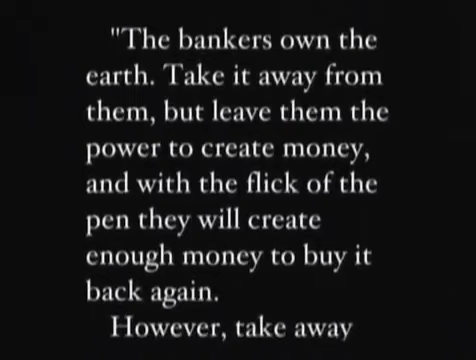 "The bankers own the
earth. Take it away from
them, but leave them the
power to create money,
and with the flick of the
pen they will create
enough money to buy it
back again.
However, take away